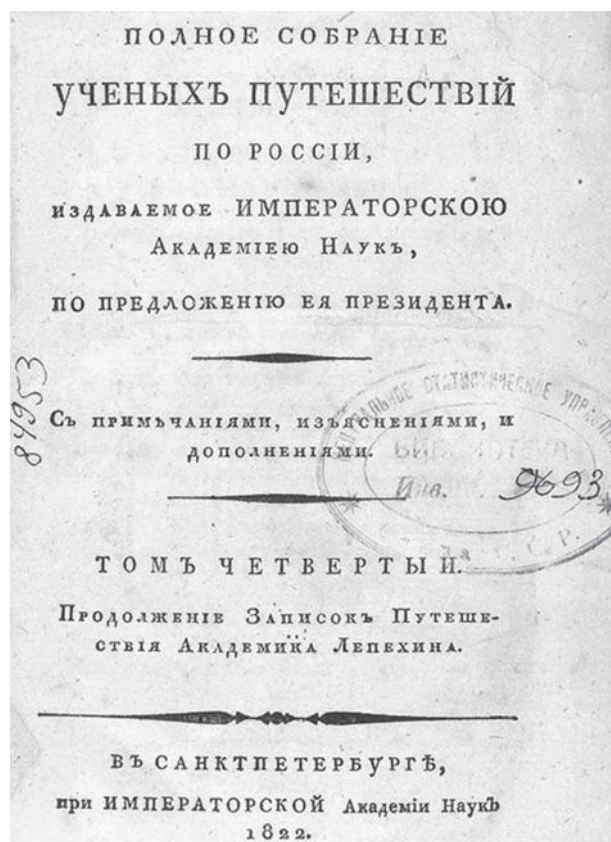 ПОЛНОЕ СОБРАНІЕ
УЧЕНЫХЪ ПУТЕШЕСТВІЙ
ПО РОССІИ,
ИЗДАВАЕМОЕ ИМПЕРАТОРСКОЮ
Академіею Наукъ,
ПО ПРЕДЛОЖЕНІЮ ЕЯ ПРЕЗИДЕНТА.
Съ примѣчаніями, изъясненіями, и
дополненіями.
84953
СТАТИСТИЧЕСКОЕ
Инв. 9693
ТОМЪ ЧЕТВЕРТЫЙ.
Продолженіе Записокъ Путеше-
ствія Академика Лепехина.
ВЪ САНКТПЕТЕРБУРГѢ,
при ИМПЕРАТОРСКОЙ Академіи Наукъ
1822.